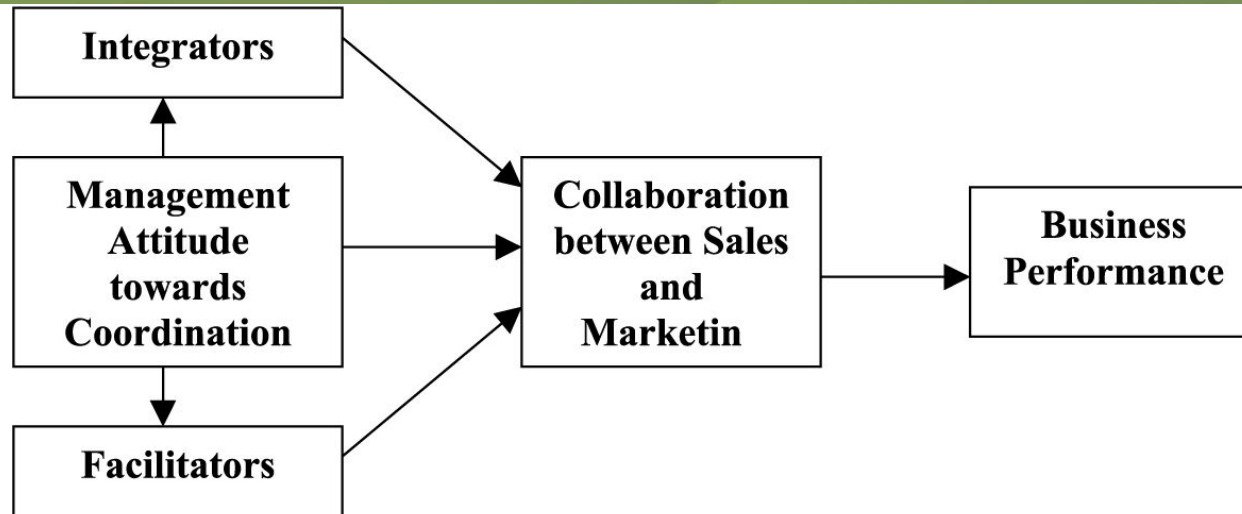 Integrators
Management
Attitude
towards
Coordination
Facilitators
Collaboration
between Sales
and
Marketin
Business
Performance